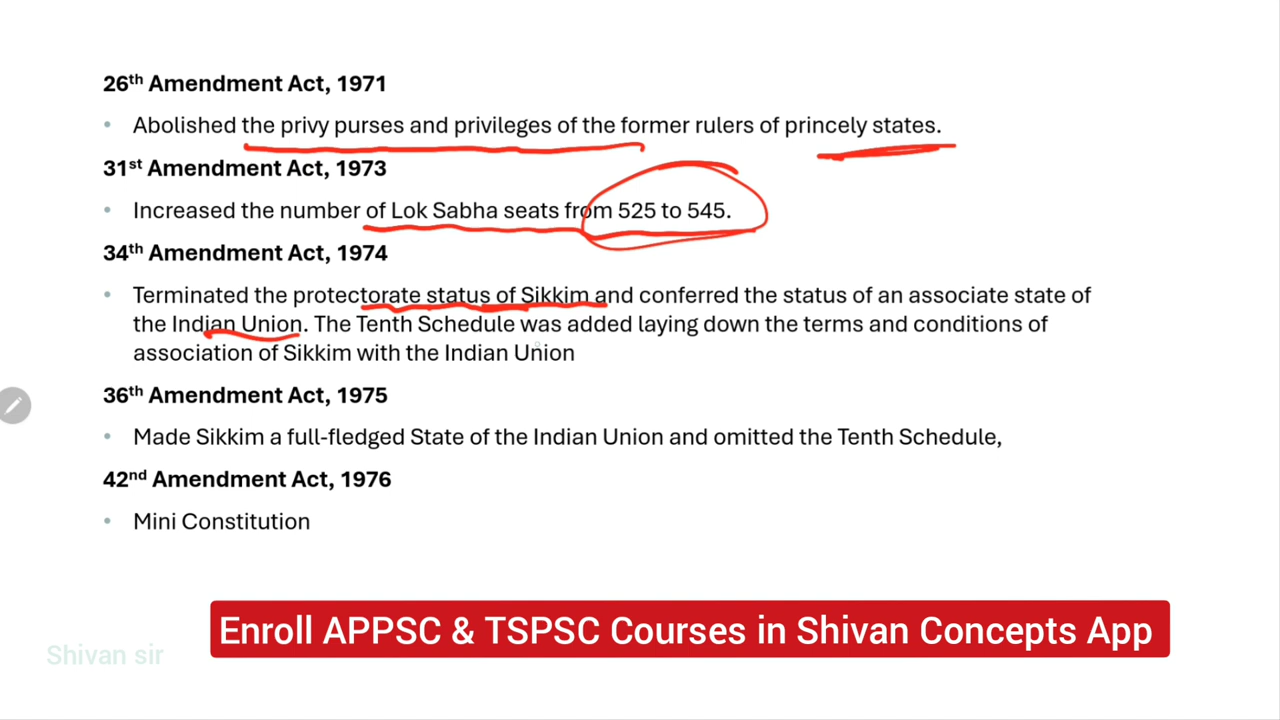 26th Amendment Act, 1971
• Abolished the privy purses and privileges of the former rulers of princely states.
31st Amendment Act, 1973
• Increased the number of Lok Sabha seats from 525 to 545.
34th Amendment Act, 1974
• Terminated the protectorate status of Sikkim and conferred the status of an associate state of
the Indian Union. The Tenth Schedule was added laying down the terms and conditions of
association of Sikkim with the Indian Union
36th Amendment Act, 1975
• Made Sikkim a full-fledged State of the Indian Union and omitted the Tenth Schedule,
42nd Amendment Act, 1976
• Mini Constitution
Enroll APPSC & TSPSC Courses in Shivan Concepts App
Shivan sir